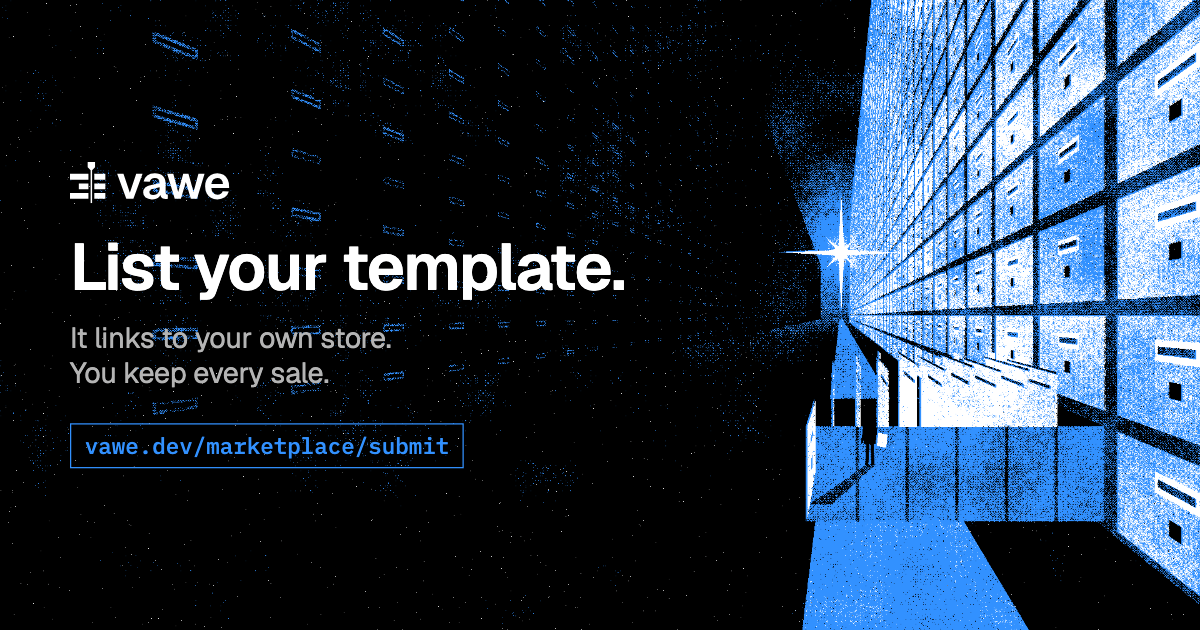 vawe
List your template.
It links to your own store.
You keep every sale.
vawe.dev/marketplace/submit